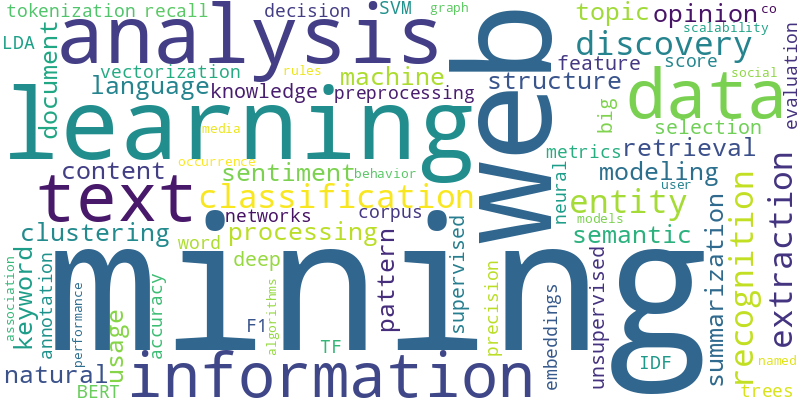 tokenization recall
decision
SVM
graph
topic
opinion
co
LDA
analysis
web
discovery
scalability
document
vectorization
rules
machine
feature
score
evaluation
language
knowledge
preprocessing
structure
data
social
learning
media
big
selection
occurrence
metrics
retrieval
content
sentiment
behavior
neural
modeling
user
text
classification
entity
extraction
networks
corpus
models
recognition
clustering
word
processing
pattern
supervised
semantic
summarization
keyword
deep
mining
association
annotation
performance
usage
accuracy
algorithms
F1
TF
precision
embeddings
unsupervised
IDF
named
natural
information
BERT
trees